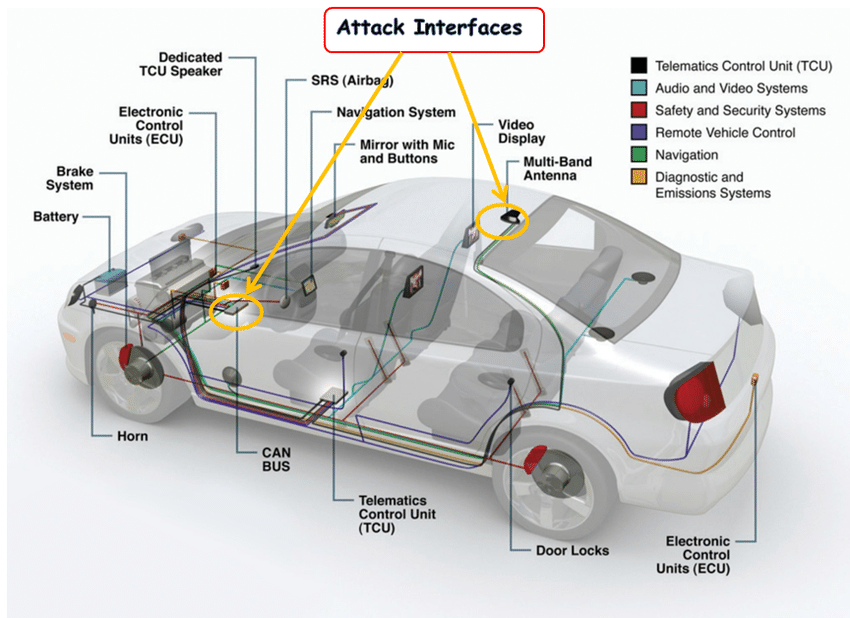 Attack Interfaces
Dedicated
TCU Speaker
SRS (Airbag)
Electronic
Control
Units (ECU)
Navigation System
Mirror with Mic
and Buttons
Video
Display
Multi-Band
Antenna
Brake
System
Battery
Telematics Control Unit (TCU)
Audio and Video Systems
Safety and Security Systems
Remote Vehicle Control
Navigation
Diagnostic and
Emissions Systems
Horn
CAN
BUS
Telematics
Control Unit
(TCU)
Door Locks
Electronic
Control
Units (ECU)